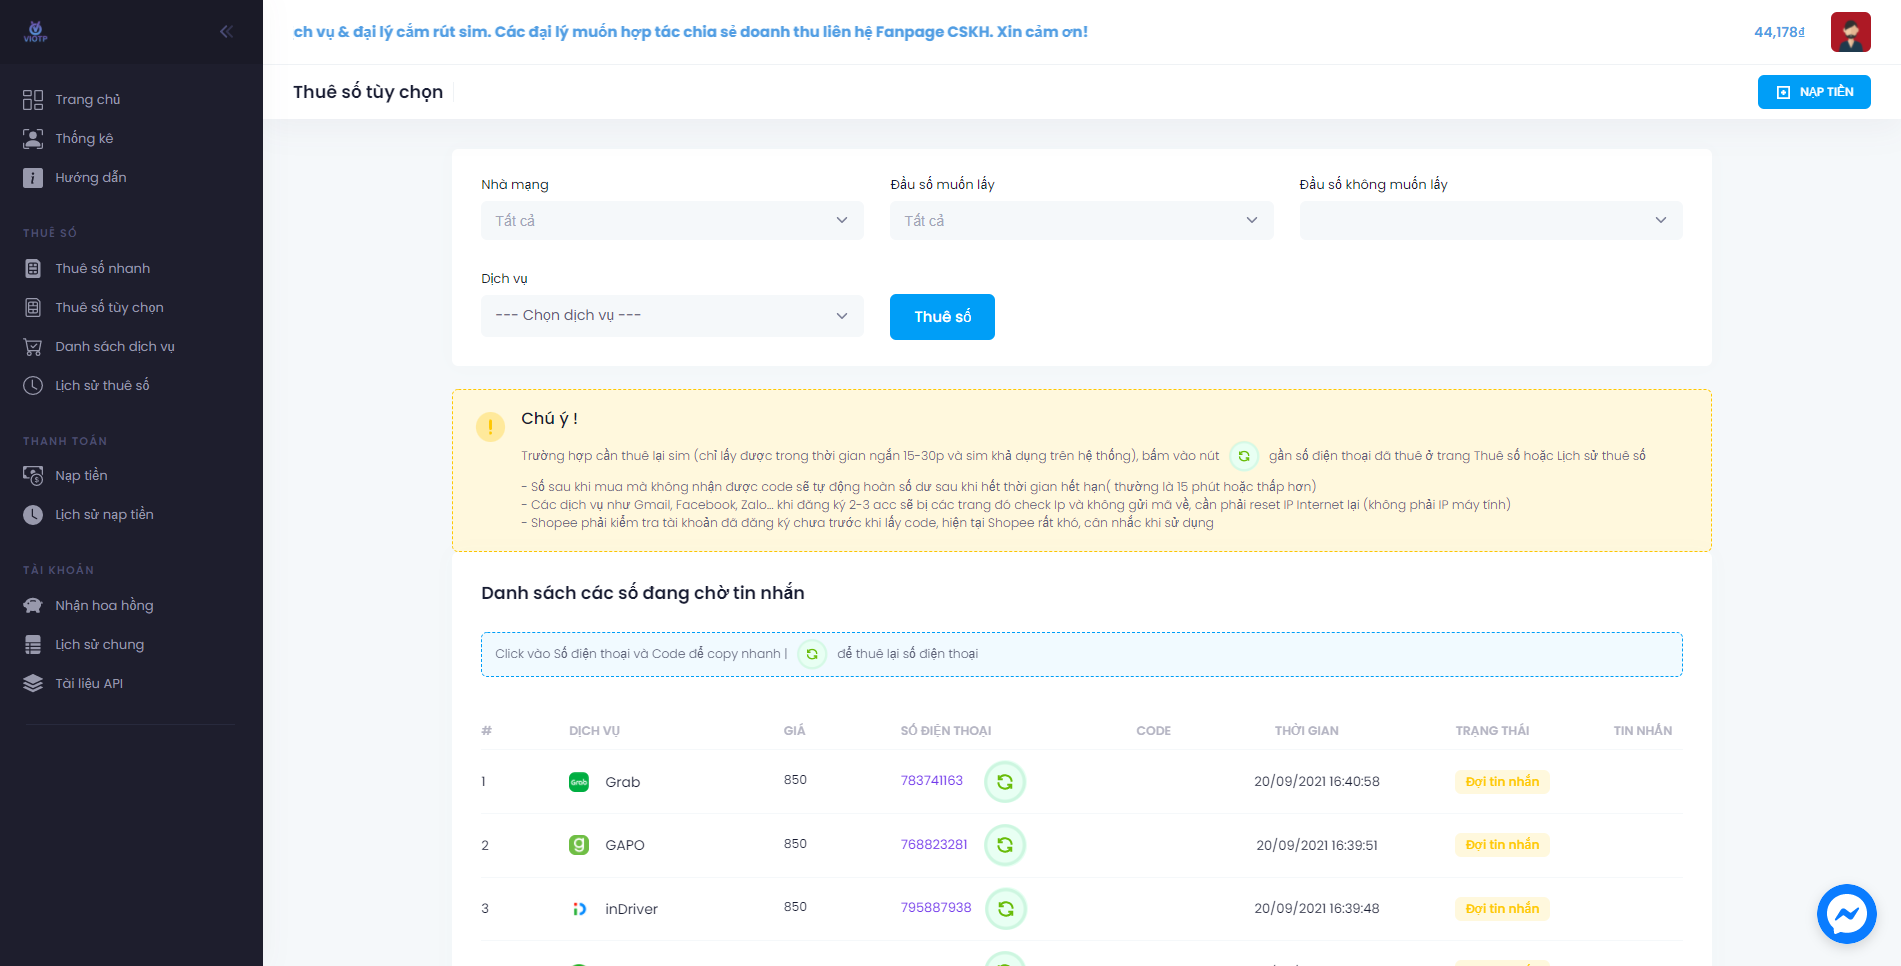 VIOTP
ch vụ & đại lý cắm rút sim. Các đại lý muốn hợp tác chia sẻ doanh thu liên hệ Fanpage CSKH. Xin cảm ơn!
44,178₫
Thuê số tùy chọn
NẠP TIỀN
Trang chủ
Thống kê
Hướng dẫn
THUÊ SỐ
Thuê số nhanh
Thuê số tùy chọn
Danh sách dịch vụ
Lịch sử thuê số
THANH TOÁN
Nạp tiền
Lịch sử nạp tiền
TÀI KHOẢN
Nhận hoa hồng
Lịch sử chung
Tài liệu API
Nhà mạng
Đầu số muốn lấy
Đầu số không muốn lấy
Tất cả
Tất cả
Dịch vụ
--- Chọn dịch vụ ---
Thuê số
Chú ý !
Trường hợp cần thuê lại sim (chỉ lấy được trong thời gian ngắn 15-30p và sim khả dụng trên hệ thống), bấm vào nút gần số điện thoại đã thuê ở trang Thuê số hoặc Lịch sử thuê số
- Số sau khi mua mà không nhận được code sẽ tự động hoàn số dư sau khi hết thời gian hết hạn( thường là 15 phút hoặc thấp hơn)
- Các dịch vụ như Gmail, Facebook, Zalo... khi đăng ký 2-3 acc sẽ bị các trang đó check Ip và không gửi mã về, cần phải reset IP Internet lại (không phải IP máy tính)
- Shopee phải kiểm tra tài khoản đã đăng ký chưa trước khi lấy code, hiện tại Shopee rất khó, cân nhắc khi sử dụng
Danh sách các số đang chờ tin nhắn
Click vào Số điện thoại và Code để copy nhanh | để thuê lại số điện thoại
# DỊCH VỤ GIÁ SỐ ĐIỆN THOẠI CODE THỜI GIAN TRẠNG THÁI TIN NHẮN
1 Grab Grab 850 783741163 20/09/2021 16:40:58 Đợi tin nhắn
2 g GAPO 850 768823281 20/09/2021 16:39:51 Đợi tin nhắn
3 iD inDriver 850 795887938 20/09/2021 16:39:48 Đợi tin nhắn